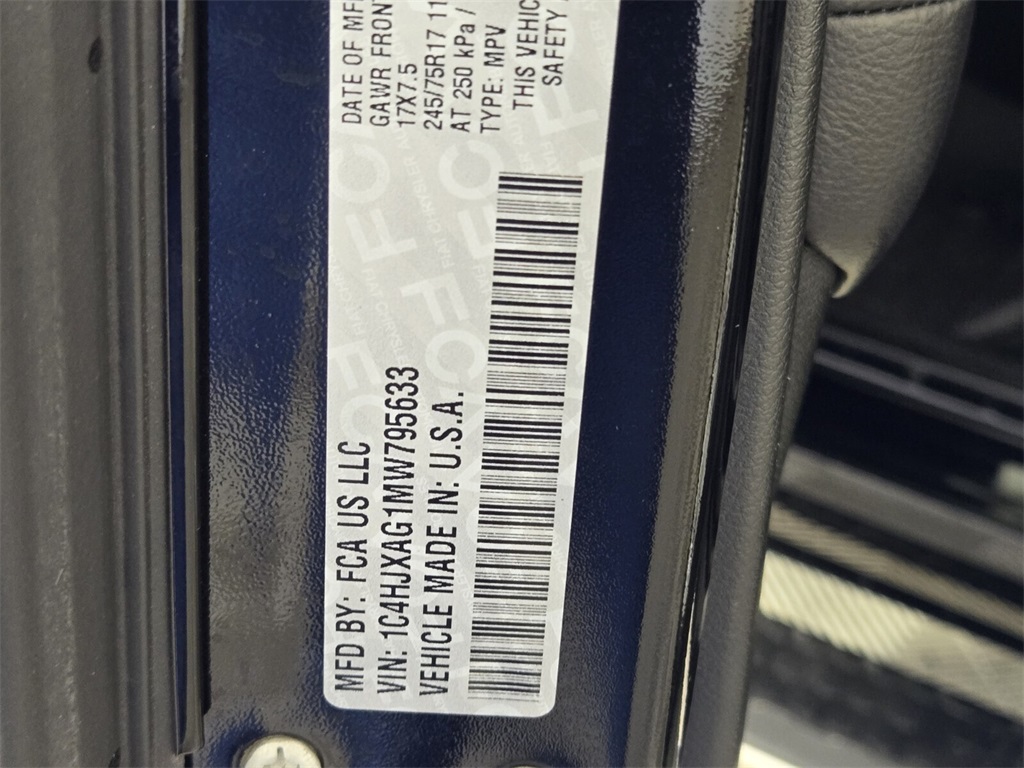 MFD BY: FCA US LLC
VIN: 1C4HJXAG1MW795633
VEHICLE MADE IN: U.S.A.
DATE OF MF
GAWR FRON
17X7.5
245/75R17 11
AT 250 kPa /
TYPE: MPV
THIS VEHIC
SAFETY